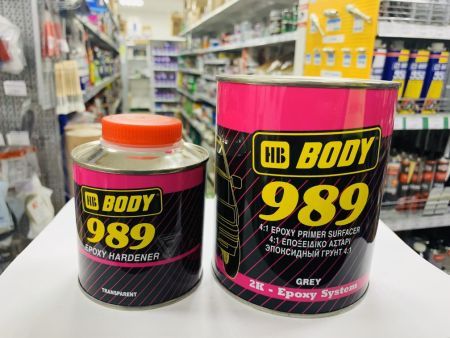 HB BODY
989
EPOXY HARDENER
TRANSPARENT
HB BODY
989
4:1 EPOXY PRIMER SURFACER
4:1 ΕΠΟΞΕΙΔΙΚΟ ΑΣΤΑΡΙ
ЭПОКСИДНЫЙ ГРУНТ 4:1
GREY
2K - Epoxy System